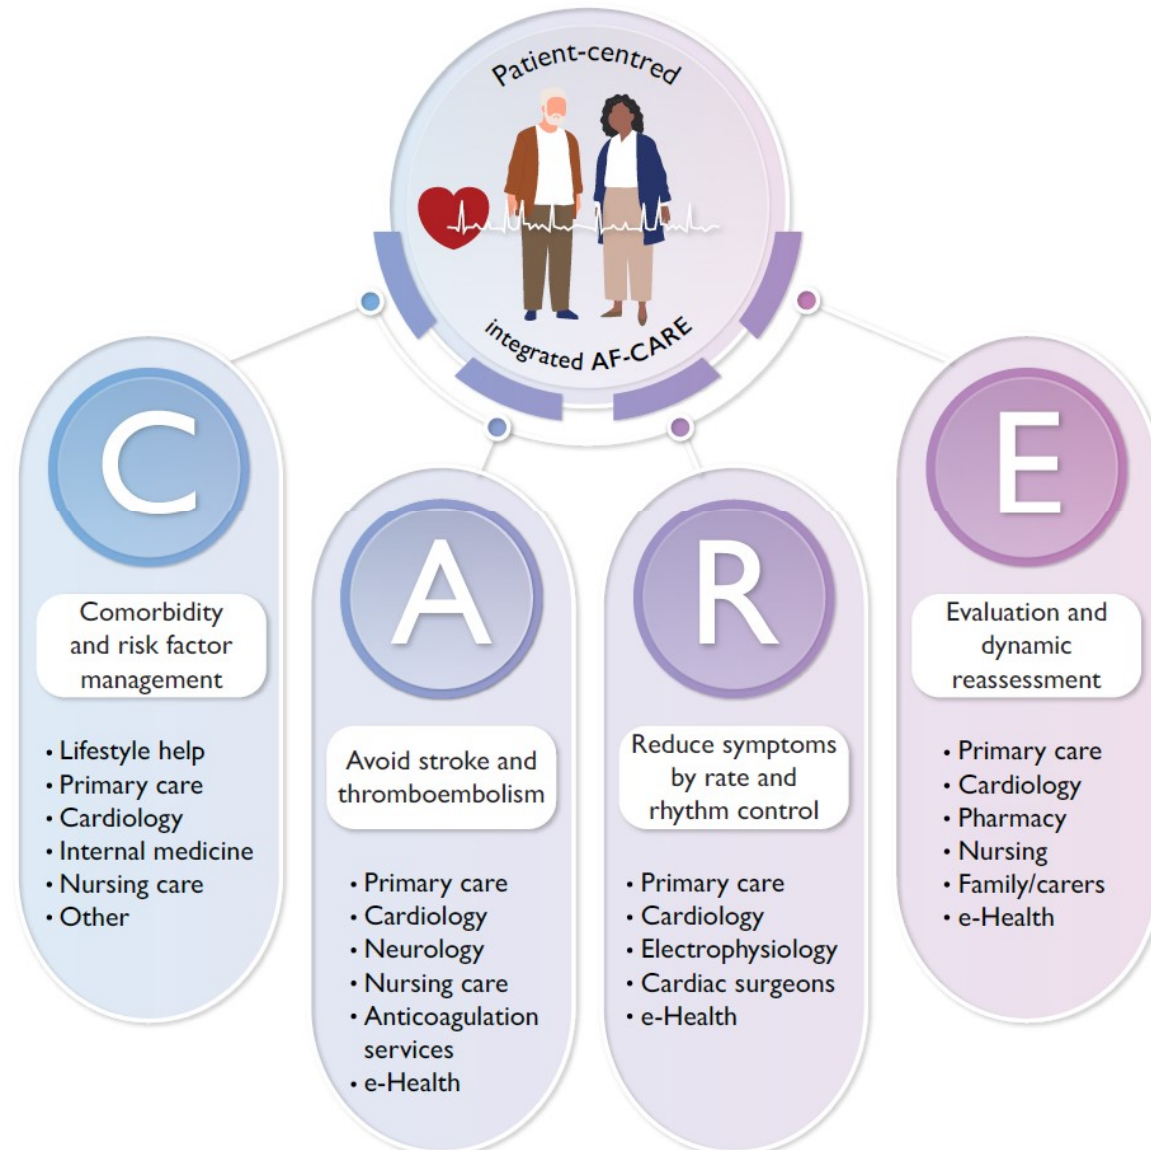 Patient-centred
integrated AF-CARE
C
Comorbidity
and risk factor
management
• Lifestyle help
• Primary care
• Cardiology
• Internal medicine
• Nursing care
• Other
A
Avoid stroke and
thromboembolism
• Primary care
• Cardiology
• Neurology
• Nursing care
• Anticoagulation
services
• e-Health
R
Reduce symptoms
by rate and
rhythm control
• Primary care
• Cardiology
• Electrophysiology
• Cardiac surgeons
• e-Health
E
Evaluation and
dynamic
reassessment
• Primary care
• Cardiology
• Pharmacy
• Nursing
• Family/carers
• e-Health